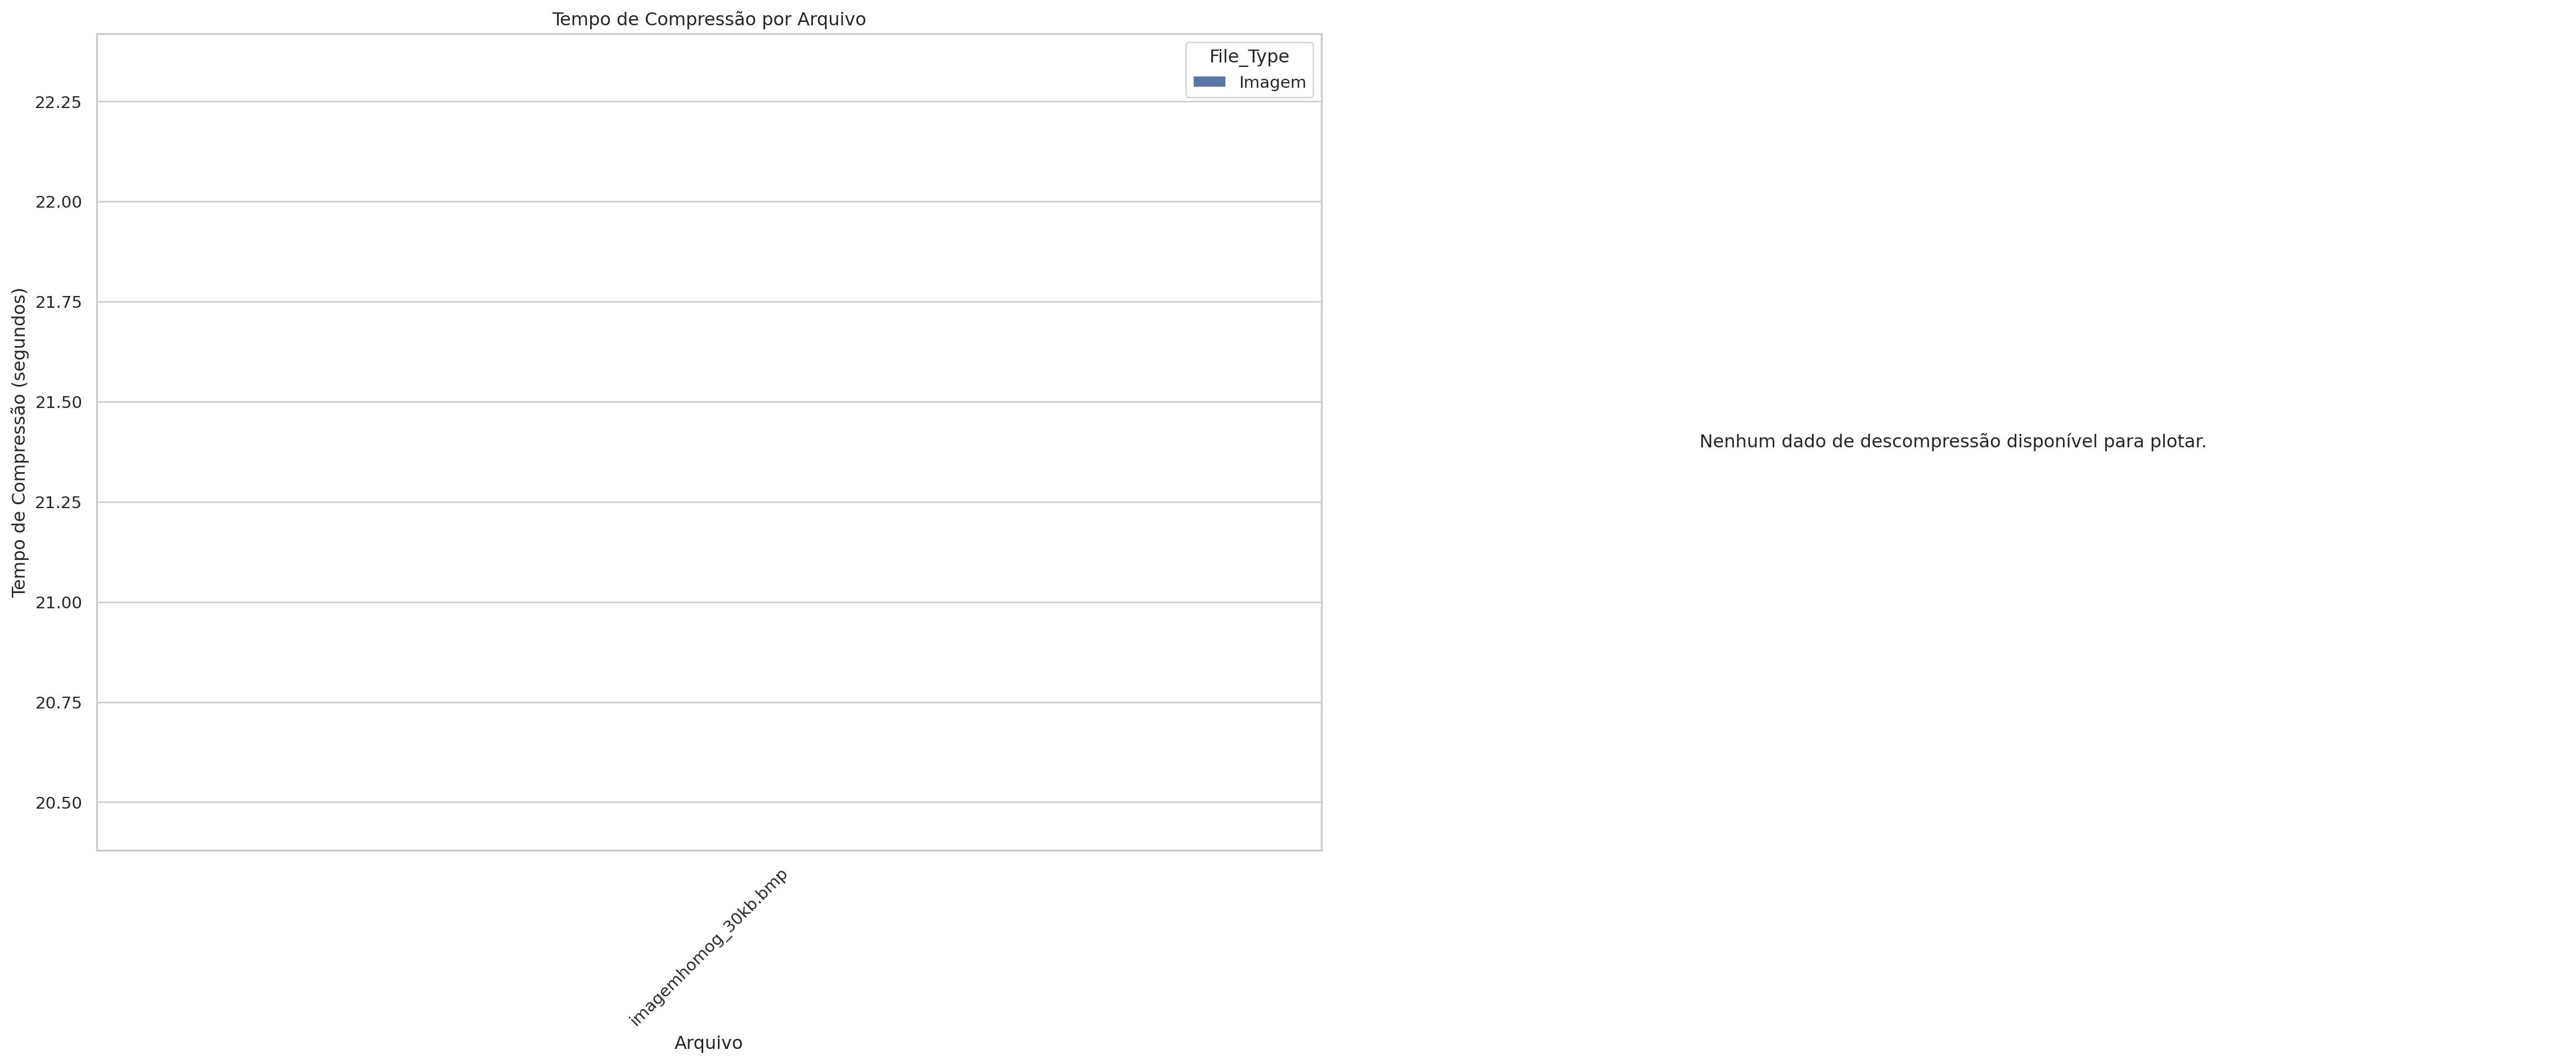 Tempo de Compressão por Arquivo
File_Type
Imagem
Tempo de Compressão (segundos)
22.25
22.00
21.75
21.50
21.25
21.00
20.75
20.50
imagemhomog_30kb.bmp
Arquivo
Nenhum dado de descompressão disponível para plotar.